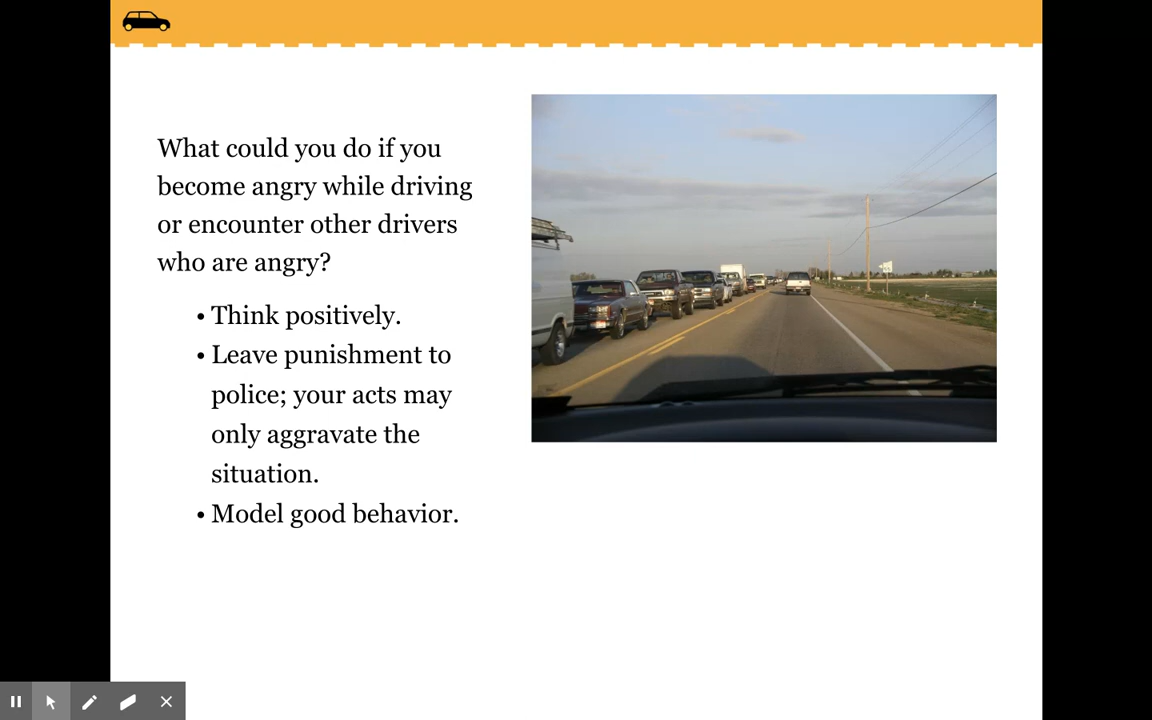 What could you do if you
become angry while driving
or encounter other drivers
who are angry?
• Think positively.
• Leave punishment to
police; your acts may
only aggravate the
situation.
• Model good behavior.